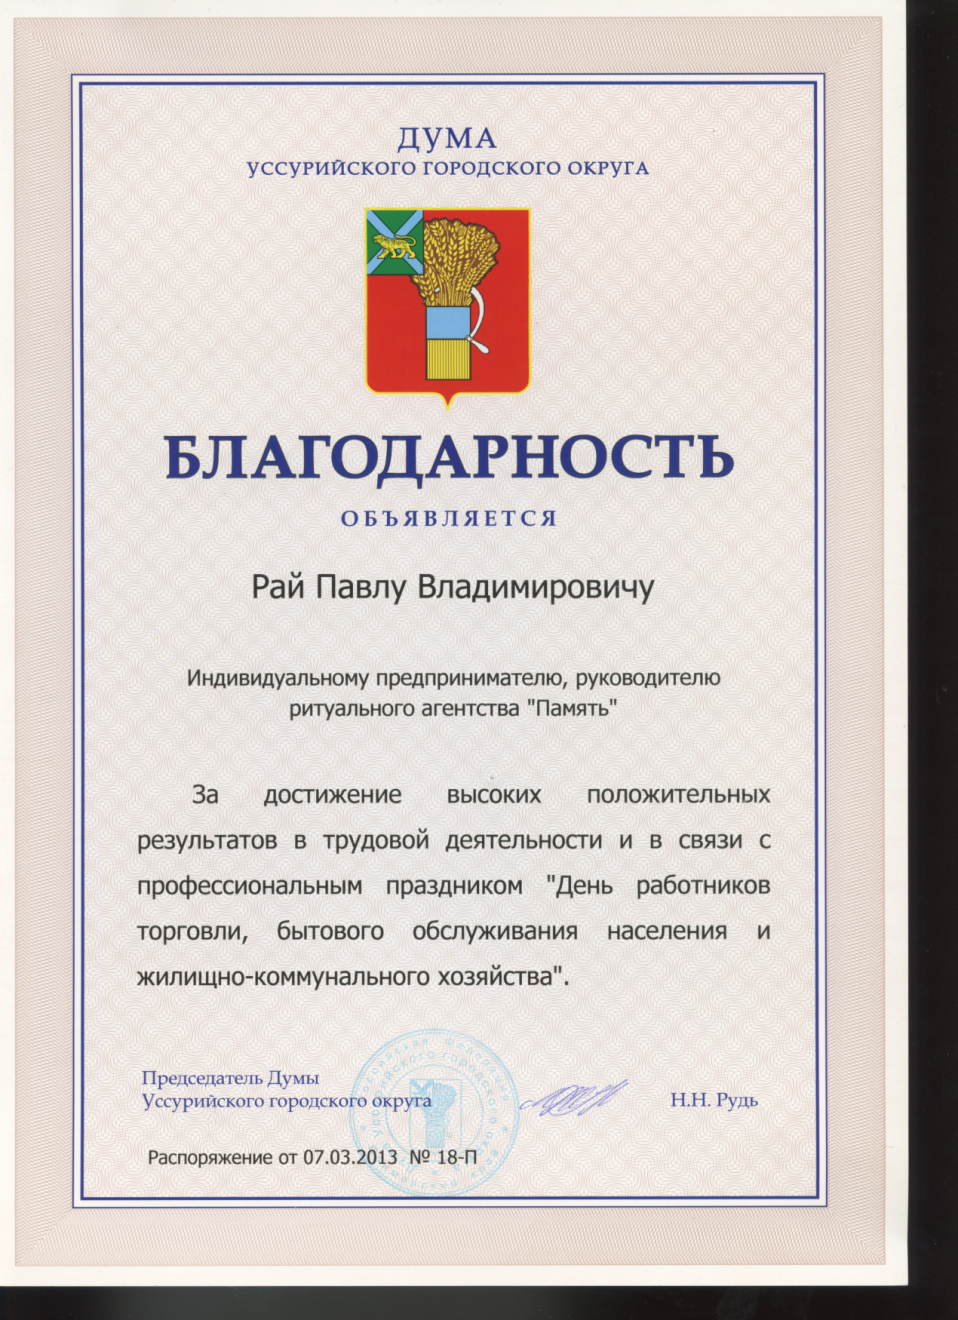 ДУМА
УССУРИЙСКОГО ГОРОДСКОГО ОКРУГА
БЛАГОДАРНОСТЬ
ОБЪЯВЛЯЕТСЯ
Рай Павлу Владимировичу
Индивидуальному предпринимателю, руководителю
ритуального агентства "Память"
За достижение высоких положительных
результатов в трудовой деятельности и в связи с
профессиональным праздником "День работников
торговли, бытового обслуживания населения и
жилищно-коммунального хозяйства".
Председатель Думы
Уссурийского городского округа
Н.Н. Рудь
Распоряжение от 07.03.2013 № 18-П